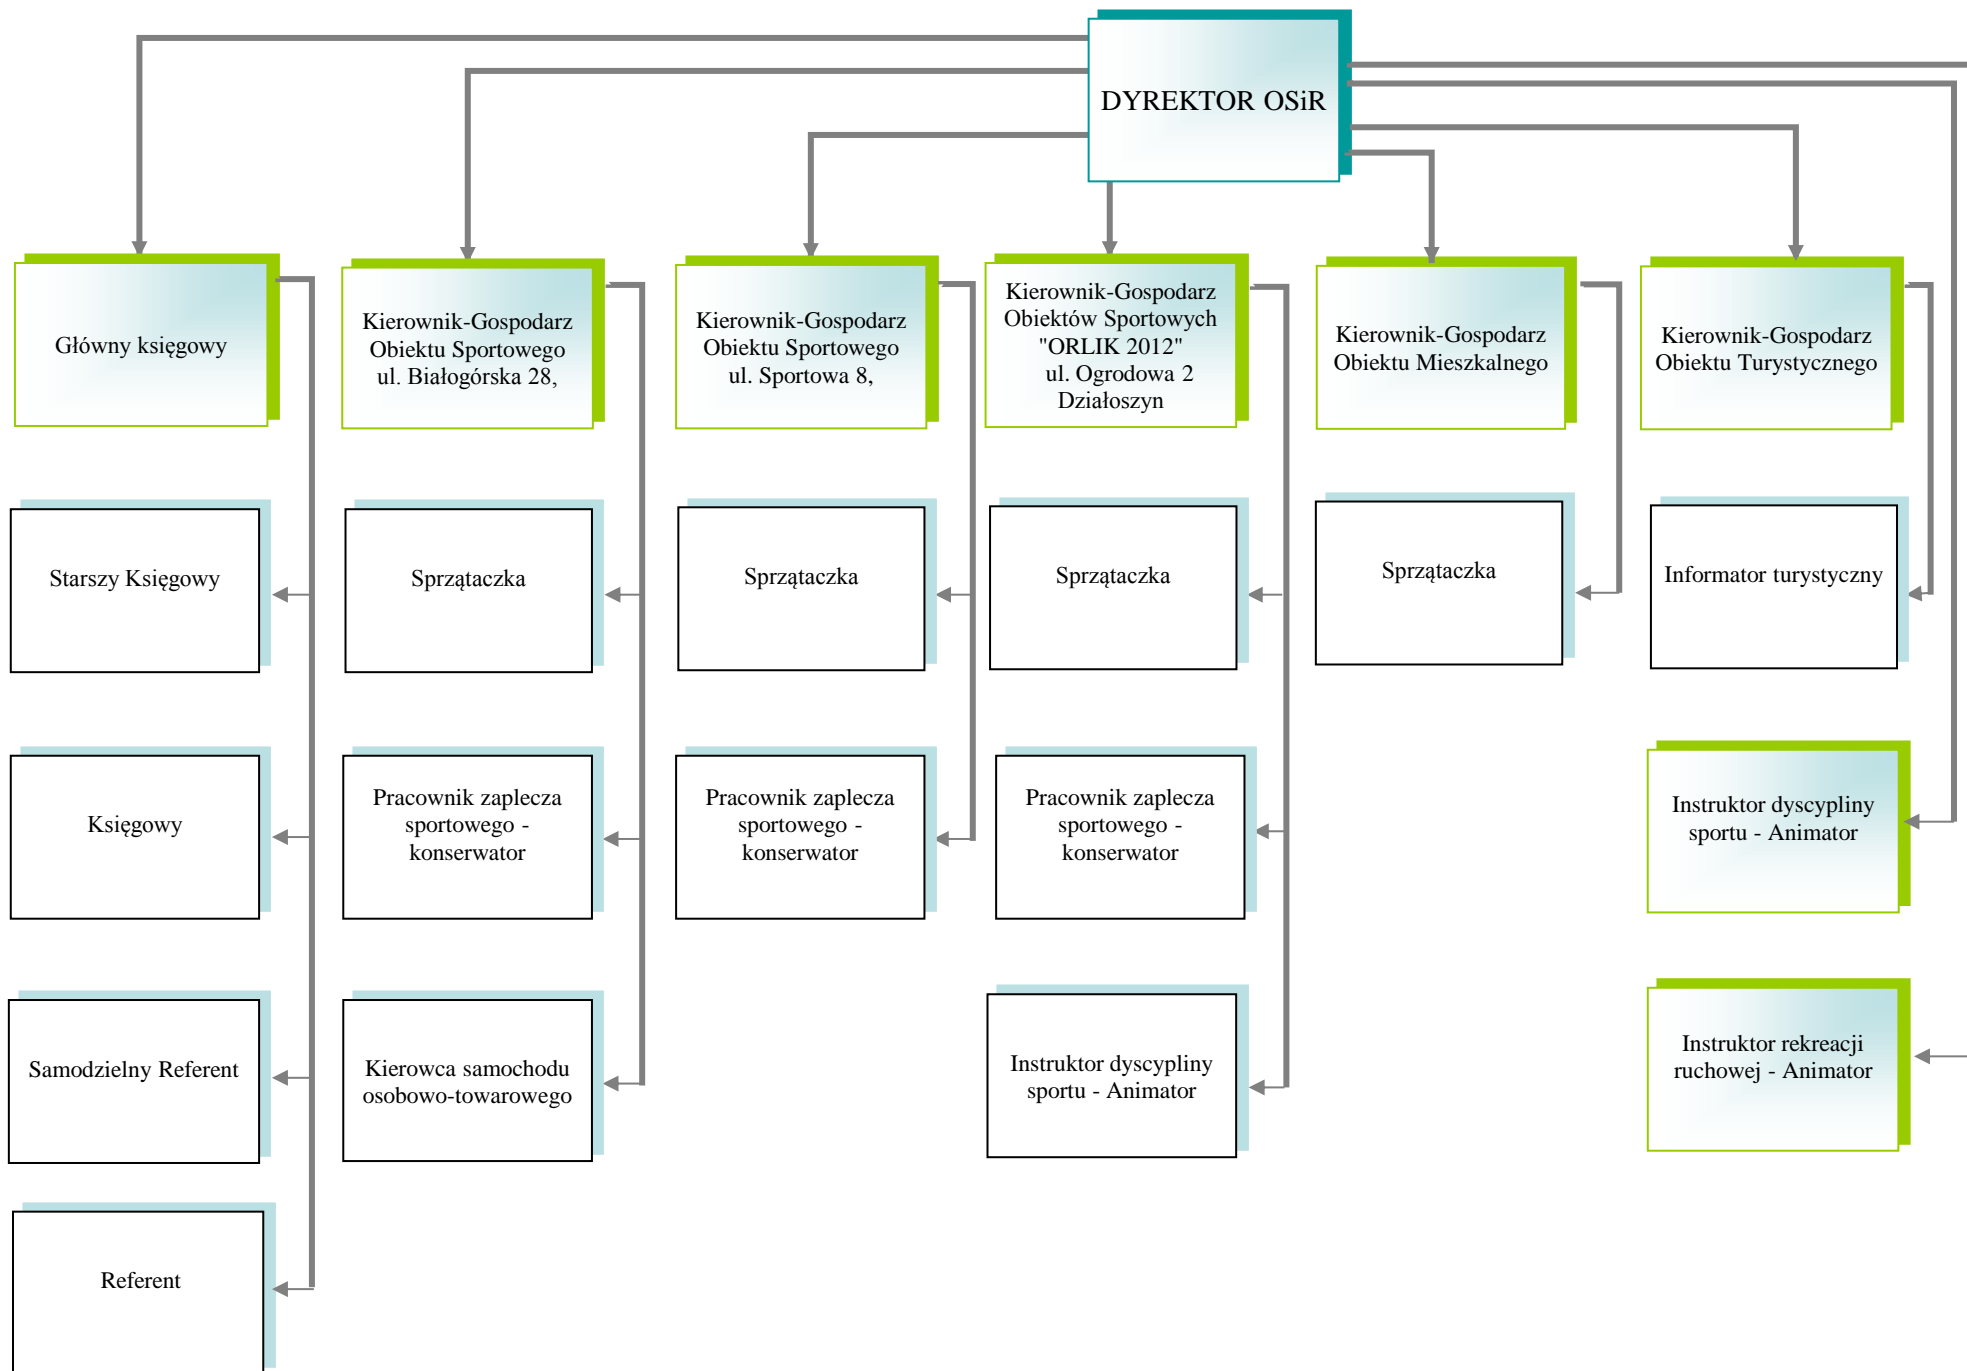 DYREKTOR OSiR
Główny księgowy
Kierownik-Gospodarz
Obiektu Sportowego
ul. Białogórska 28,
Kierownik-Gospodarz
Obiektu Sportowego
ul. Sportowa 8,
Kierownik-Gospodarz
Obiektów Sportowych
"ORLIK 2012"
ul. Ogrodowa 2
Działoszyn
Kierownik-Gospodarz
Obiektu Mieszkalnego
Kierownik-Gospodarz
Obiektu Turystycznego
Starszy Księgowy
Sprzątaczka
Sprzątaczka
Sprzątaczka
Sprzątaczka
Informator turystyczny
Księgowy
Pracownik zaplecza
sportowego -
konserwator
Pracownik zaplecza
sportowego -
konserwator
Pracownik zaplecza
sportowego -
konserwator
Instruktor dyscypliny
sportu - Animator
Samodzielny Referent
Kierowca samochodu
osobowo-towarowego
Instruktor dyscypliny
sportu - Animator
Instruktor rekreacji
ruchowej - Animator
Referent